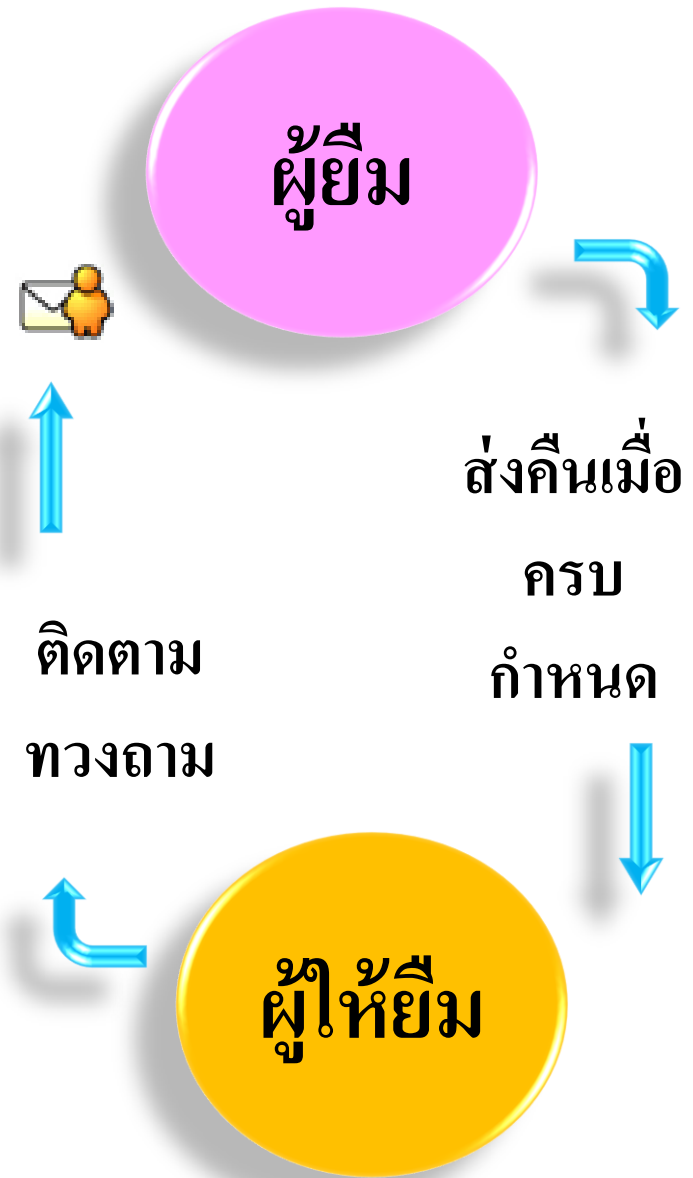 ผู้ยืม
ส่งคืนเมื่อ
ครบ
กำหนด
ติดตาม
ทวงถาม
ผู้ให้ยืม